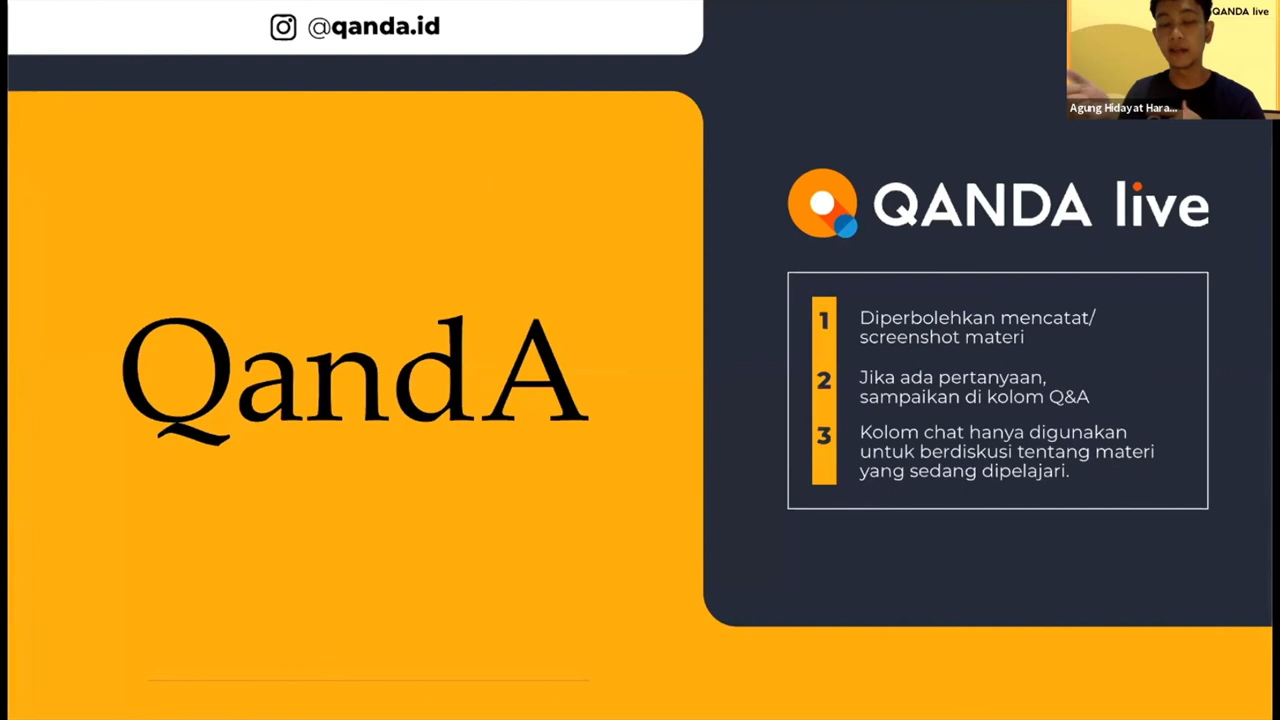 @qanda.id
QANDA live
Agung Hidayat Hara...
QANDA live
QandA
1 Diperbolehkan mencatat/
screenshot materi
2 Jika ada pertanyaan,
sampaikan di kolom Q&A
3 Kolom chat hanya digunakan
untuk berdiskusi tentang materi
yang sedang dipelajari.